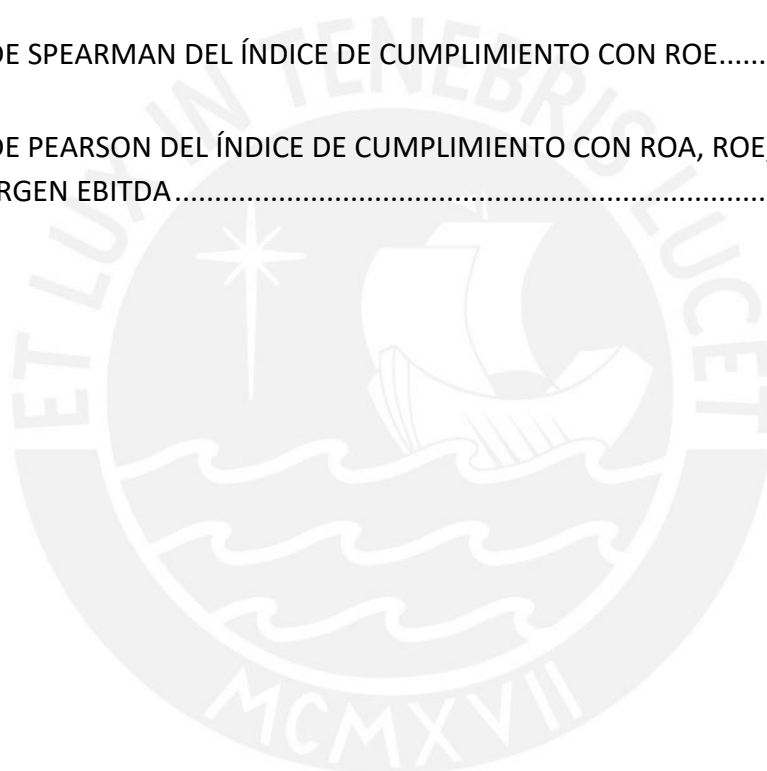 DE SPEARMAN DEL ÍNDICE DE CUMPLIMIENTO CON ROE......
DE PEARSON DEL ÍNDICE DE CUMPLIMIENTO CON ROA, ROE,
RGEN EBITDA..........................................................................
ET LUX IN TENEBRIS LUCET
MCMXVII